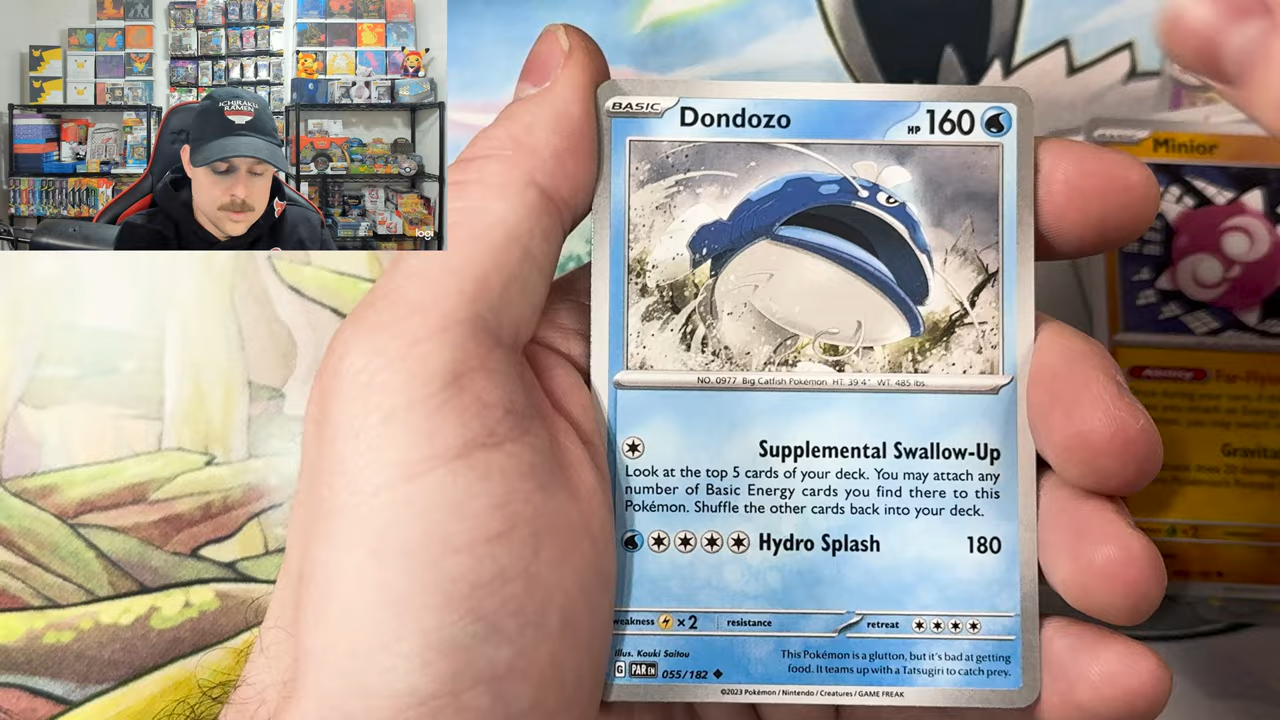 ICHIRAKU
RAMEN
logi
BASIC
Dondozo
HP 160
NO. 0977 Big Catfish Pokémon HT. 39'4" WT. 485 lbs.
Supplemental Swallow-Up
Look at the top 5 cards of your deck. You may attach any
number of Basic Energy cards you find there to this
Pokémon. Shuffle the other cards back into your deck.
Hydro Splash 180
weakness ×2 resistance retreat
Illus. Kouki Saitou
G PAR EN 055/182
This Pokémon is a glutton, but it's bad at getting
food. It teams up with a Tatsugiri to catch prey.
©2023 Pokémon / Nintendo / Creatures / GAME FREAK
BASIC
Minior
Ability